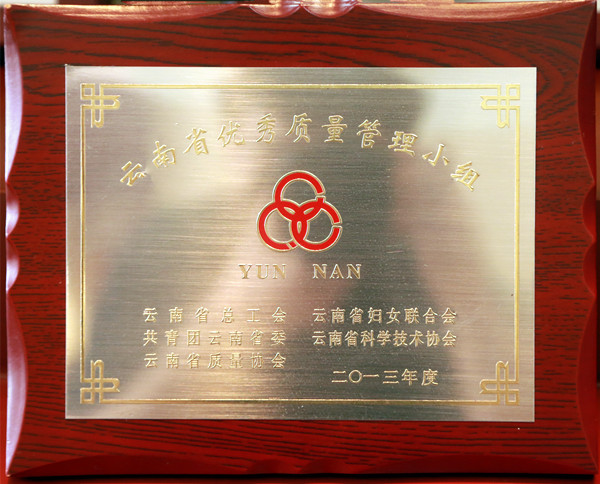 云南省优秀质量管理小组
YUN NAN
云南省总工会 云南省妇女联合会
共青团云南省委 云南省科学技术协会
云南省质量协会
二〇一三年度